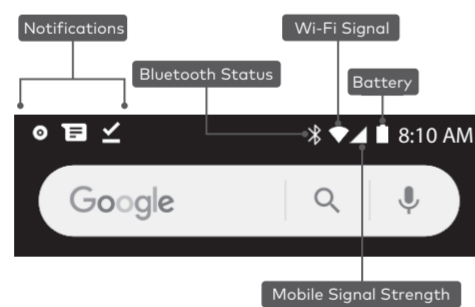 Notifications
Wi-Fi Signal
Bluetooth Status
Battery
8:10 AM
Google
Mobile Signal Strength